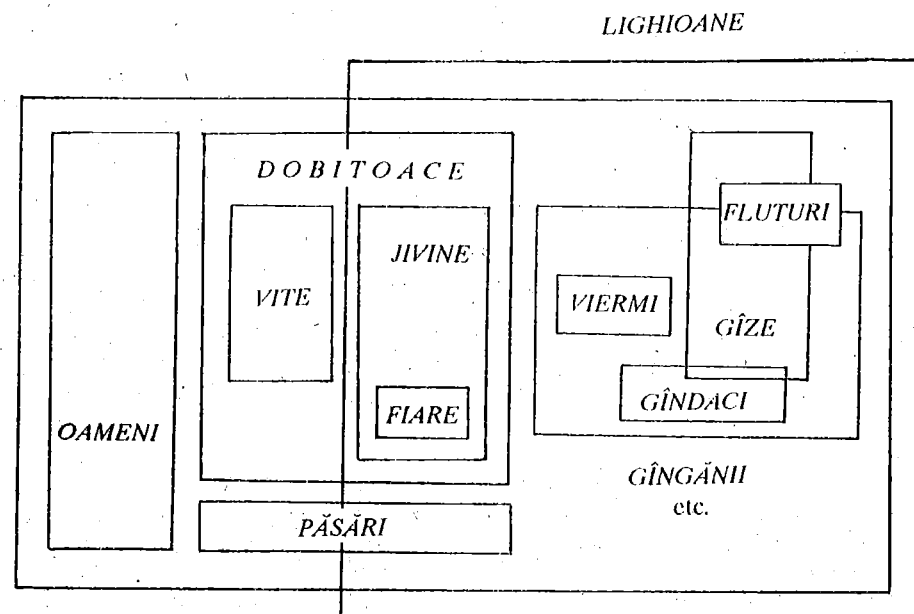 LIGHIOANE
DOBITOACE
FLUTURI
JIVINE
VITE
VIERMI
GÎZE
FIARE
GÎNDACI
OAMENI
GÎNGĂNII
etc.
PĂSĂRI